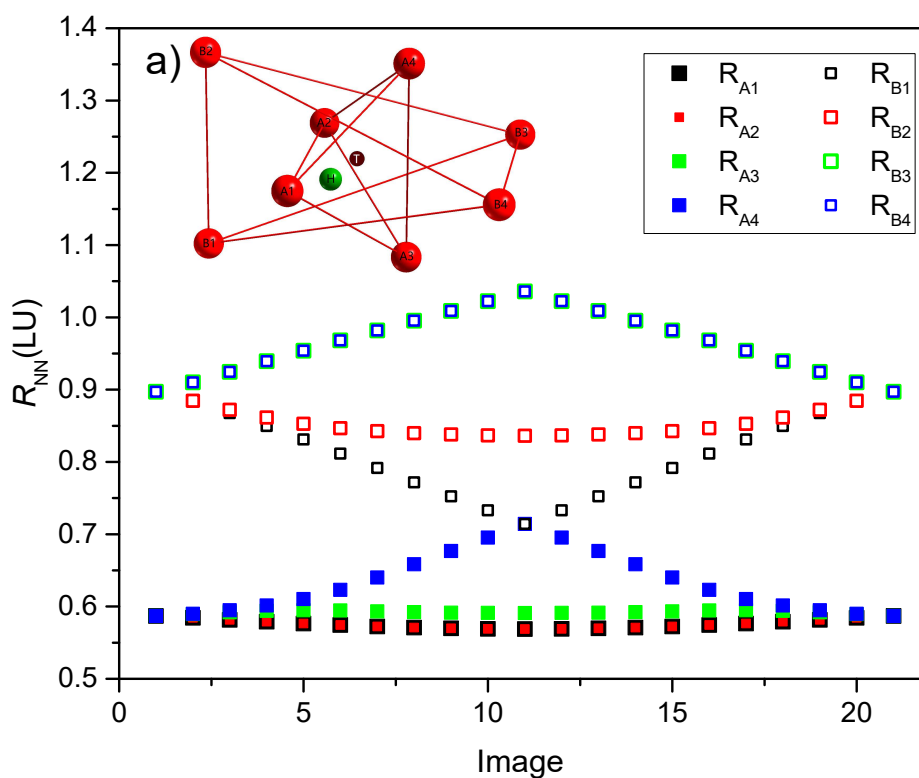 a)
B2
A4
A2
B3
T
H
A1
B4
B1
A3
R_A1 R_B1
R_A2 R_B2
R_A3 R_B3
R_A4 R_B4
1.4
1.3
1.2
1.1
1.0
0.9
0.8
0.7
0.6
0.5
R_NN(LU)
0 5 10 15 20
Image